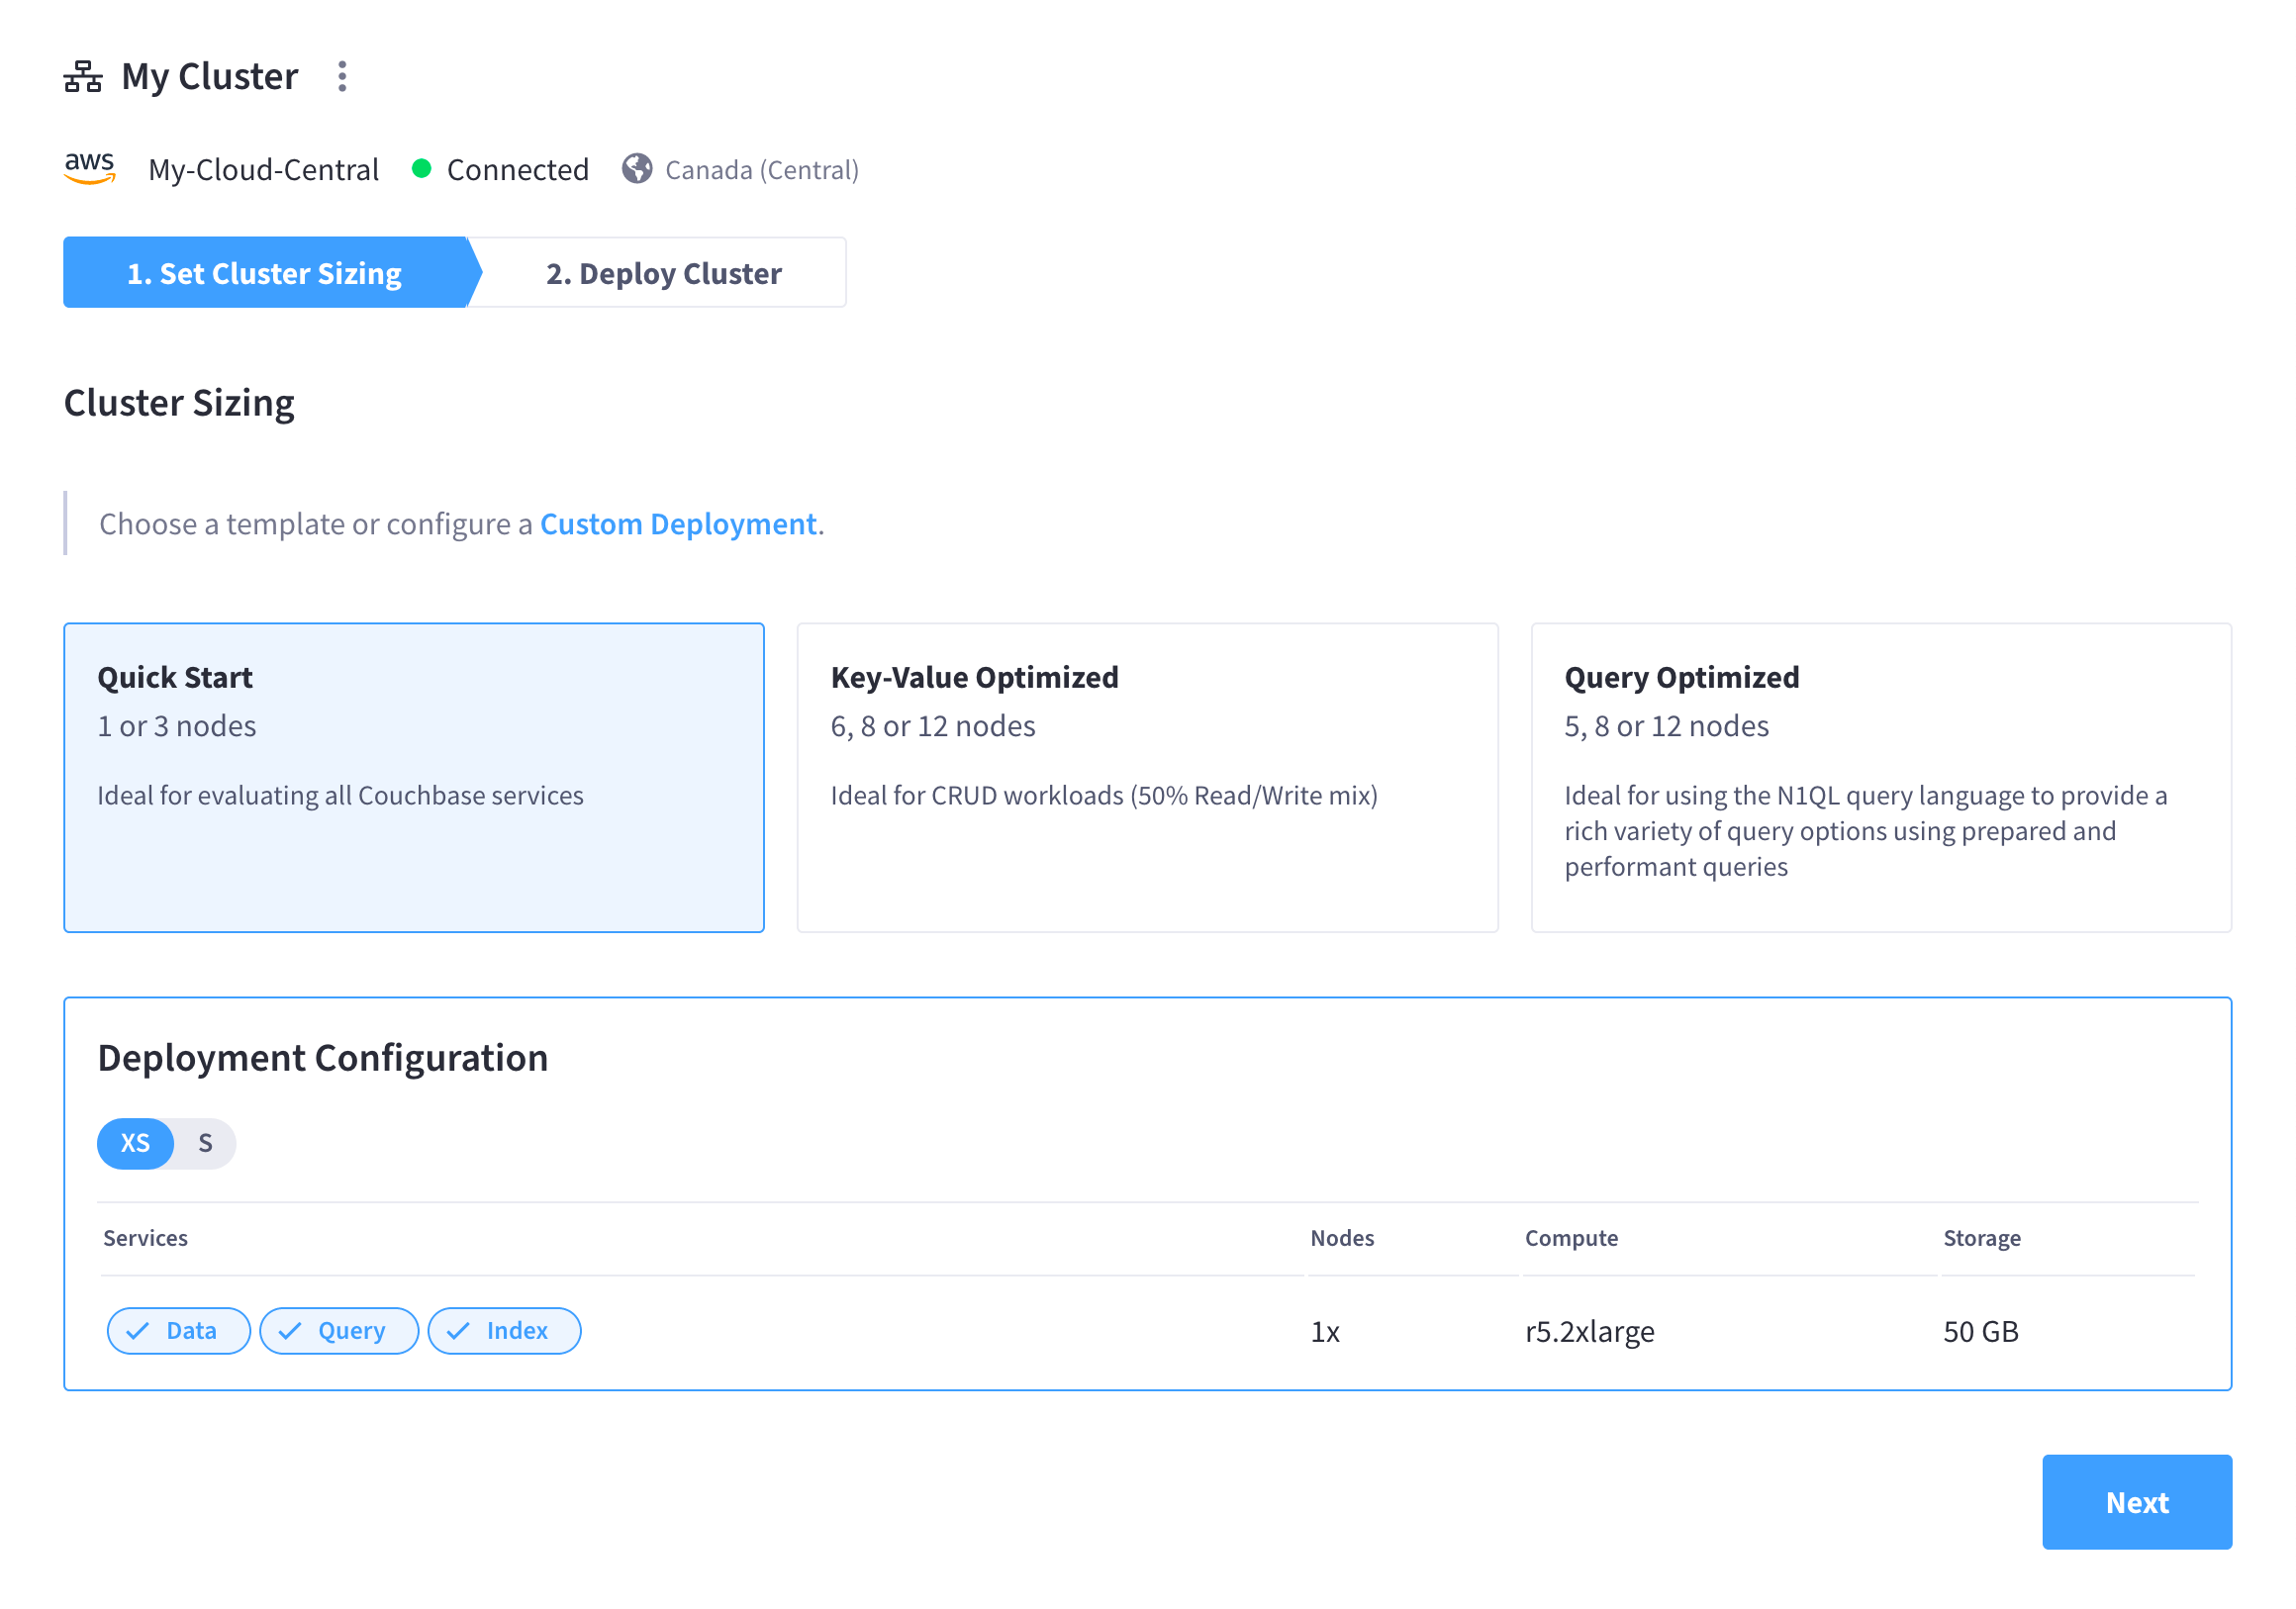 My Cluster
aws My-Cloud-Central Connected Canada (Central)
1. Set Cluster Sizing 2. Deploy Cluster
Cluster Sizing
Choose a template or configure a Custom Deployment.
Quick Start
1 or 3 nodes
Ideal for evaluating all Couchbase services
Key-Value Optimized
6, 8 or 12 nodes
Ideal for CRUD workloads (50% Read/Write mix)
Query Optimized
5, 8 or 12 nodes
Ideal for using the N1QL query language to provide a
rich variety of query options using prepared and
performant queries
Deployment Configuration
XS S
Services Nodes Compute Storage
Data Query Index 1x r5.2xlarge 50 GB
Next